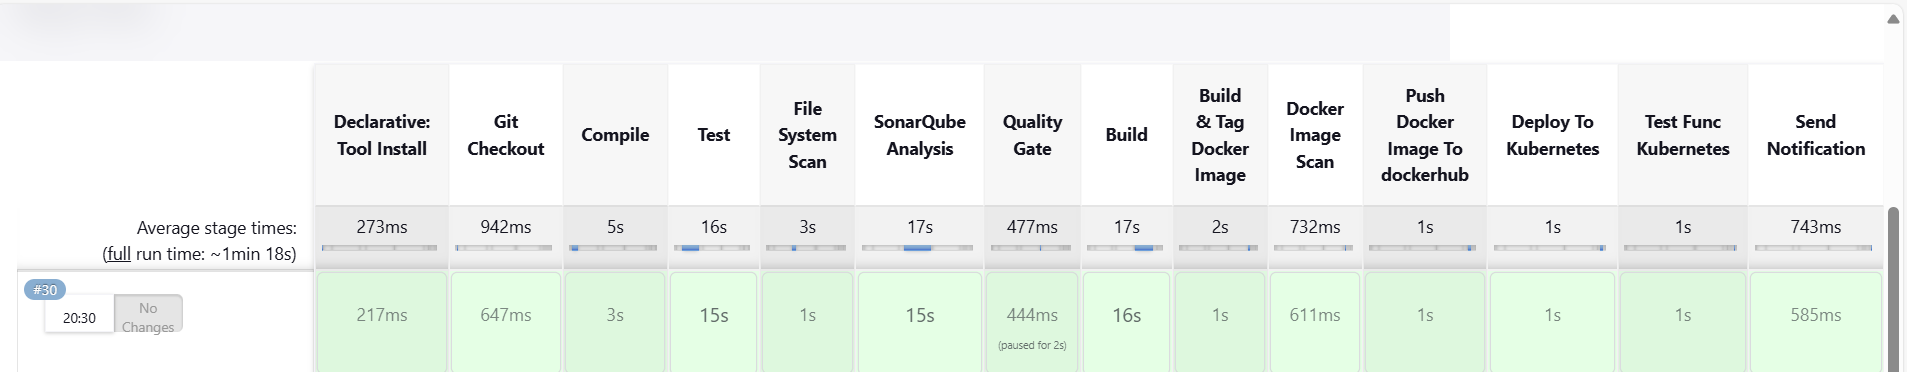 Declarative:
Tool Install
Git
Checkout
Compile
Test
File
System
Scan
SonarQube
Analysis
Quality
Gate
Build
Build
& Tag
Docker
Image
Docker
Image
Scan
Push
Docker
Image To
dockerhub
Deploy To
Kubernetes
Test Func
Kubernetes
Send
Notification
Average stage times:
(full run time: ~1min 18s)
273ms
942ms
5s
16s
3s
17s
477ms
17s
2s
732ms
1s
1s
1s
743ms
#30
20:30
No
Changes
217ms
647ms
3s
15s
1s
15s
444ms
(paused for 2s)
16s
1s
611ms
1s
1s
1s
585ms